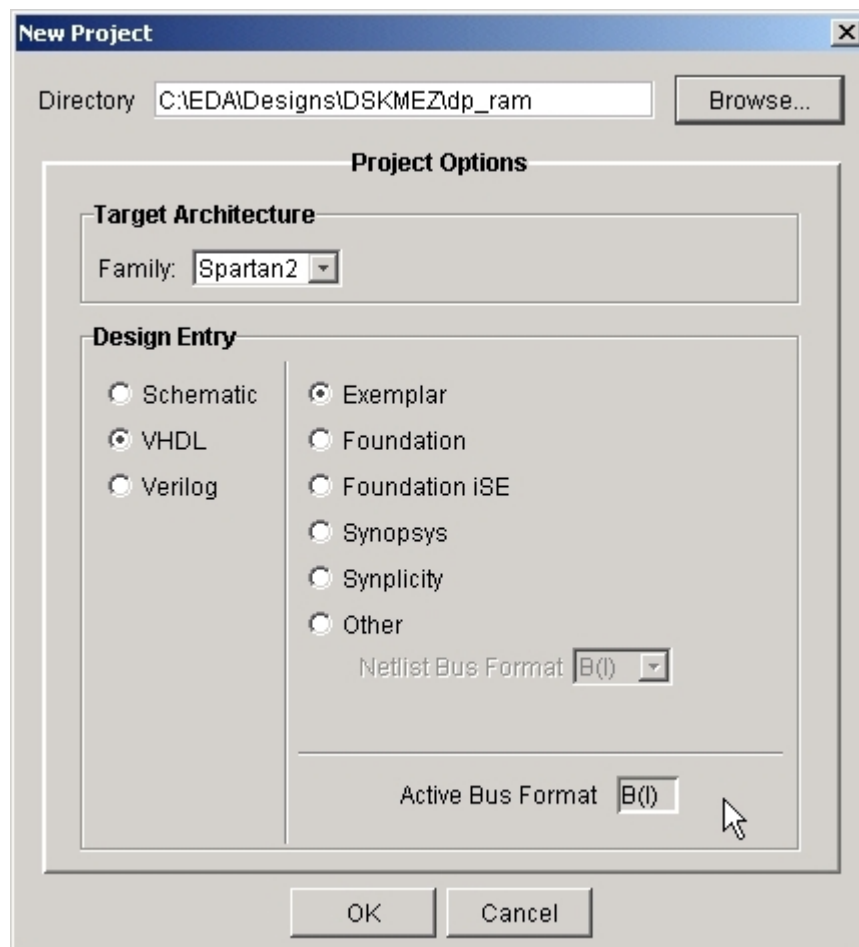 New Project
Directory C:\EDA\Designs\DSKMEZ\dp_ram Browse...
Project Options
Target Architecture
Family: Spartan2
Design Entry
Schematic
VHDL
Verilog
Exemplar
Foundation
Foundation iSE
Synopsys
Synplicity
Other
Netlist Bus Format B(I)
Active Bus Format B(I)
OK Cancel